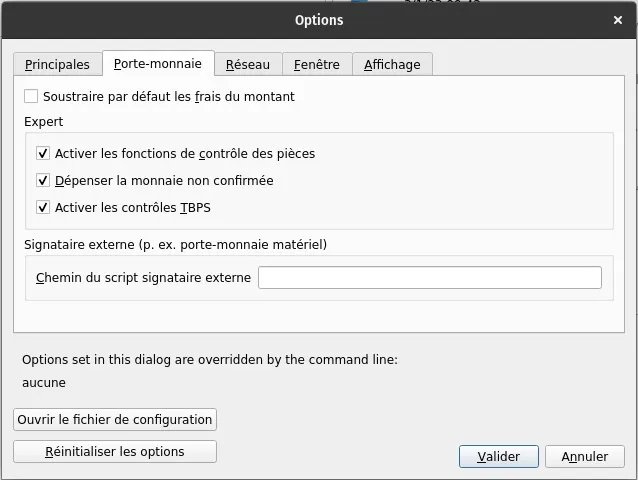 Options
Principales Porte-monnaie Réseau Fenêtre Affichage
Soustraire par défaut les frais du montant
Expert
Activer les fonctions de contrôle des pièces
Dépenser la monnaie non confirmée
Activer les contrôles TBPS
Signataire externe (p. ex. porte-monnaie matériel)
Chemin du script signataire externe
Options set in this dialog are overridden by the command line:
aucune
Ouvrir le fichier de configuration
Réinitialiser les options
Valider Annuler